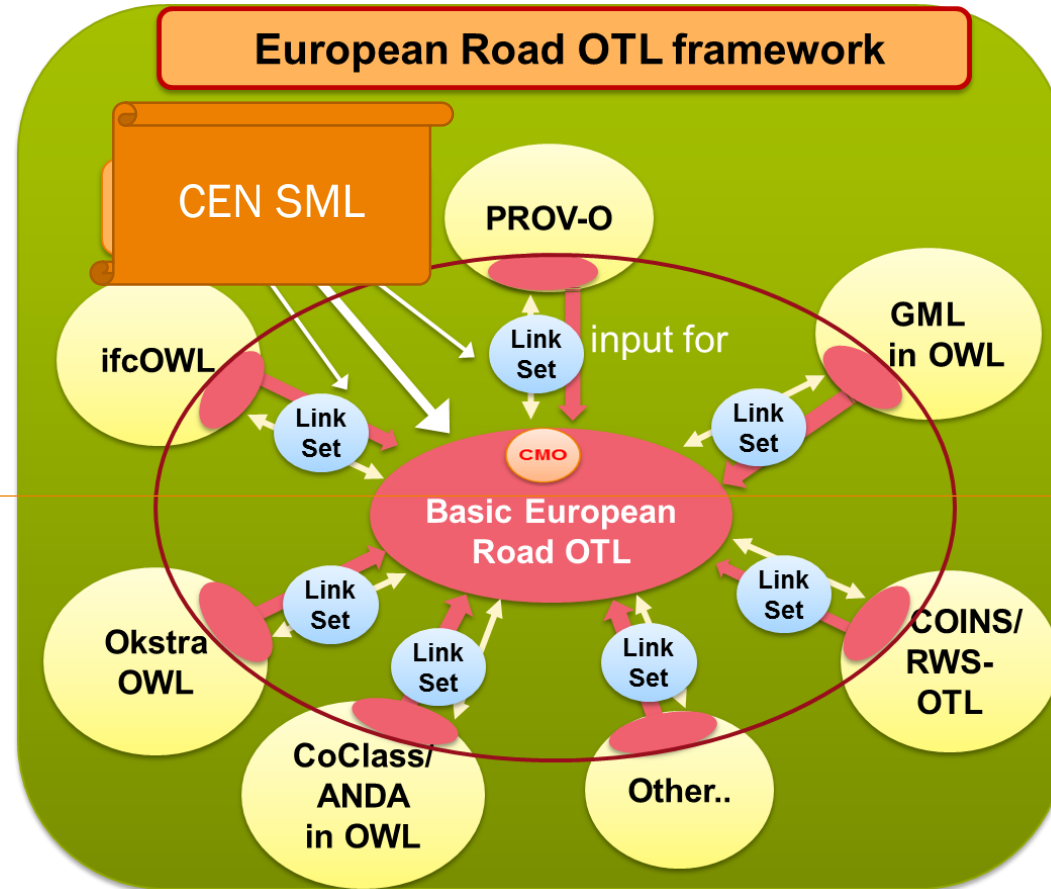 European Road OTL framework
CEN SML
PROV-O
GML
in OWL
ifcOWL
Link
Set
input for
Link
Set
Link
Set
CMO
Basic European
Road OTL
Link
Set
Link
Set
Okstra
OWL
Link
Set
Link
Set
COINS/
RWS-
OTL
CoClass/
ANDA
in OWL
Other..